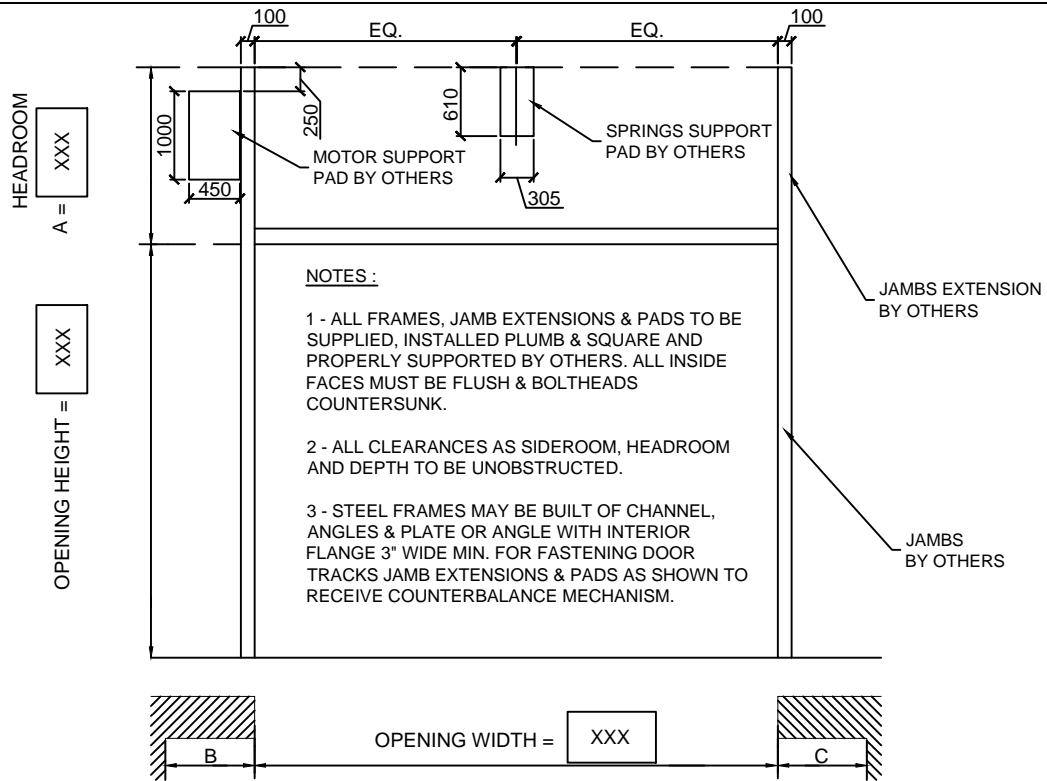 100
EQ.
EQ.
100
HEADROOM
A =
XXX
1000
450
250
610
305
MOTOR SUPPORT
PAD BY OTHERS
SPRINGS SUPPORT
PAD BY OTHERS
JAMBS EXTENSION
BY OTHERS
OPENING HEIGHT =
XXX
NOTES :
1 - ALL FRAMES, JAMB EXTENSIONS & PADS TO BE
SUPPLIED, INSTALLED PLUMB & SQUARE AND
PROPERLY SUPPORTED BY OTHERS. ALL INSIDE
FACES MUST BE FLUSH & BOLTHEADS
COUNTERSUNK.
2 - ALL CLEARANCES AS SIDEROOM, HEADROOM
AND DEPTH TO BE UNOBSTRUCTED.
3 - STEEL FRAMES MAY BE BUILT OF CHANNEL,
ANGLES & PLATE OR ANGLE WITH INTERIOR
FLANGE 3" WIDE MIN. FOR FASTENING DOOR
TRACKS JAMB EXTENSIONS & PADS AS SHOWN TO
RECEIVE COUNTERBALANCE MECHANISM.
JAMBS
BY OTHERS
B
OPENING WIDTH =
XXX
C